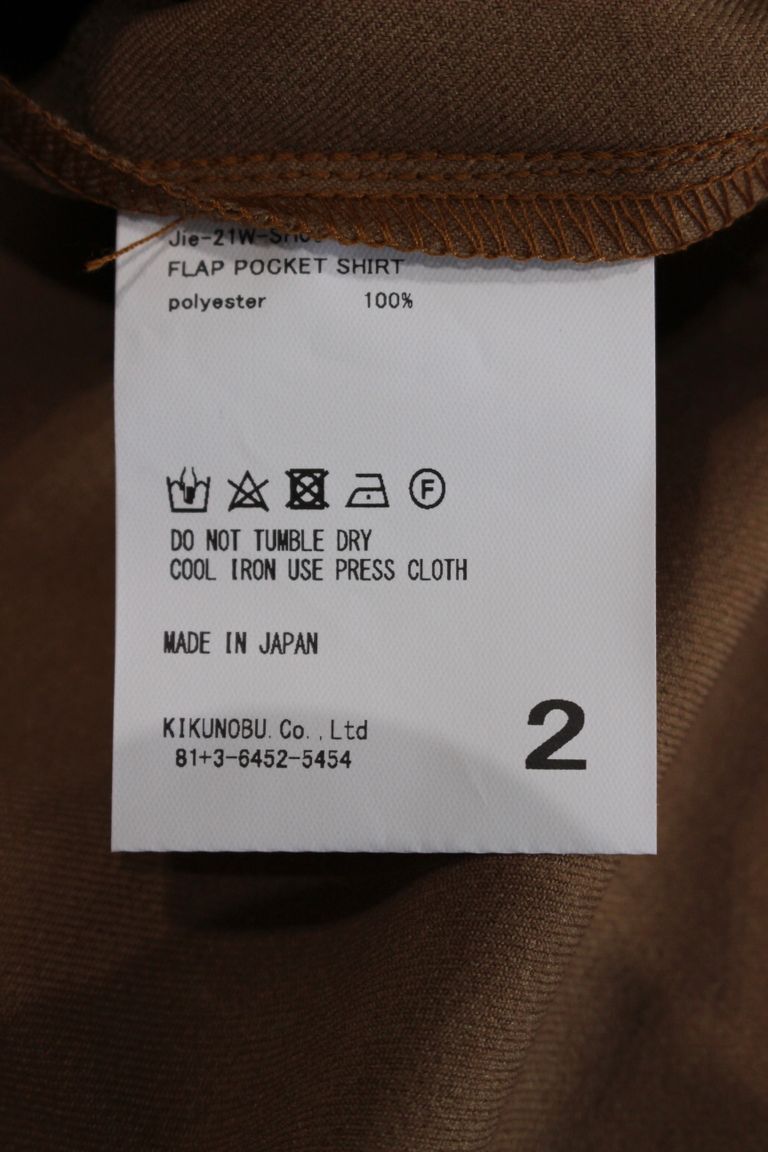 FLAP POCKET SHIRT
polyester 100%
F
DO NOT TUMBLE DRY
COOL IRON USE PRESS CLOTH
MADE IN JAPAN
KIKUNOBU. Co., Ltd
81+3-6452-5454
2